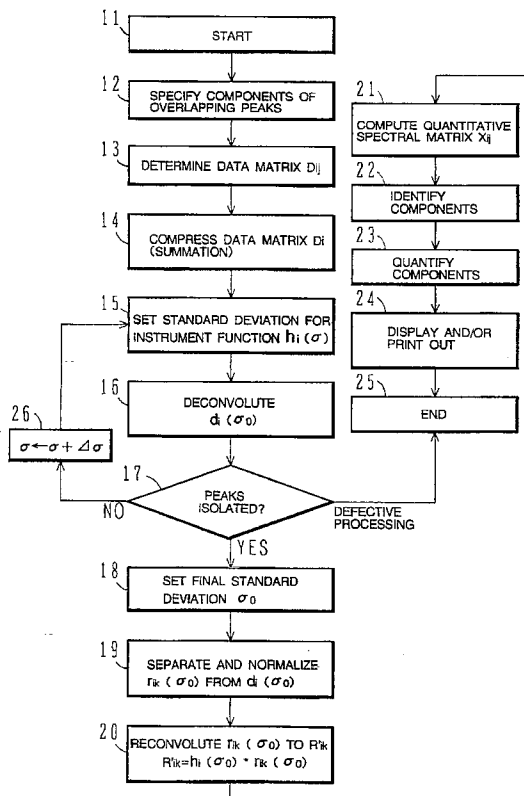 11
START
12
SPECIFY COMPONENTS OF
OVERLAPPING PEAKS
13
DETERMINE DATA MATRIX Dij
14
COMPRESS DATA MATRIX Di
(SUMMATION)
15
SET STANDARD DEVIATION FOR
INSTRUMENT FUNCTION hi (σ)
16
DECONVOLUTE
di (σ0)
26
σ←σ+Δσ
17
PEAKS
ISOLATED?
NO
YES
DEFECTIVE
PROCESSING
18
SET FINAL STANDARD
DEVIATION σ0
19
SEPARATE AND NORMALIZE
rik (σ0) FROM di (σ0)
20
RECONVOLUTE rik (σ0) TO R'ik
R'ik=hi (σ0) * rik (σ0)
21
COMPUTE QUANTITATIVE
SPECTRAL MATRIX Xij
22
IDENTIFY
COMPONENTS
23
QUANTIFY
COMPONENTS
24
DISPLAY AND/OR
PRINT OUT
25
END